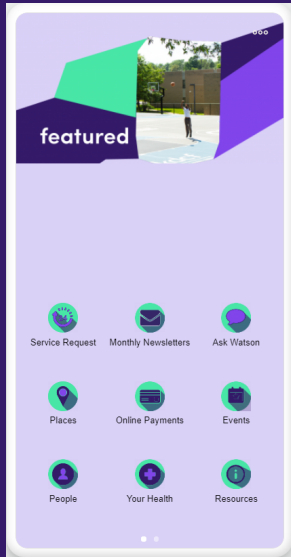 featured
Service Request Monthly Newsletters Ask Watson
Places Online Payments Events
People Your Health Resources